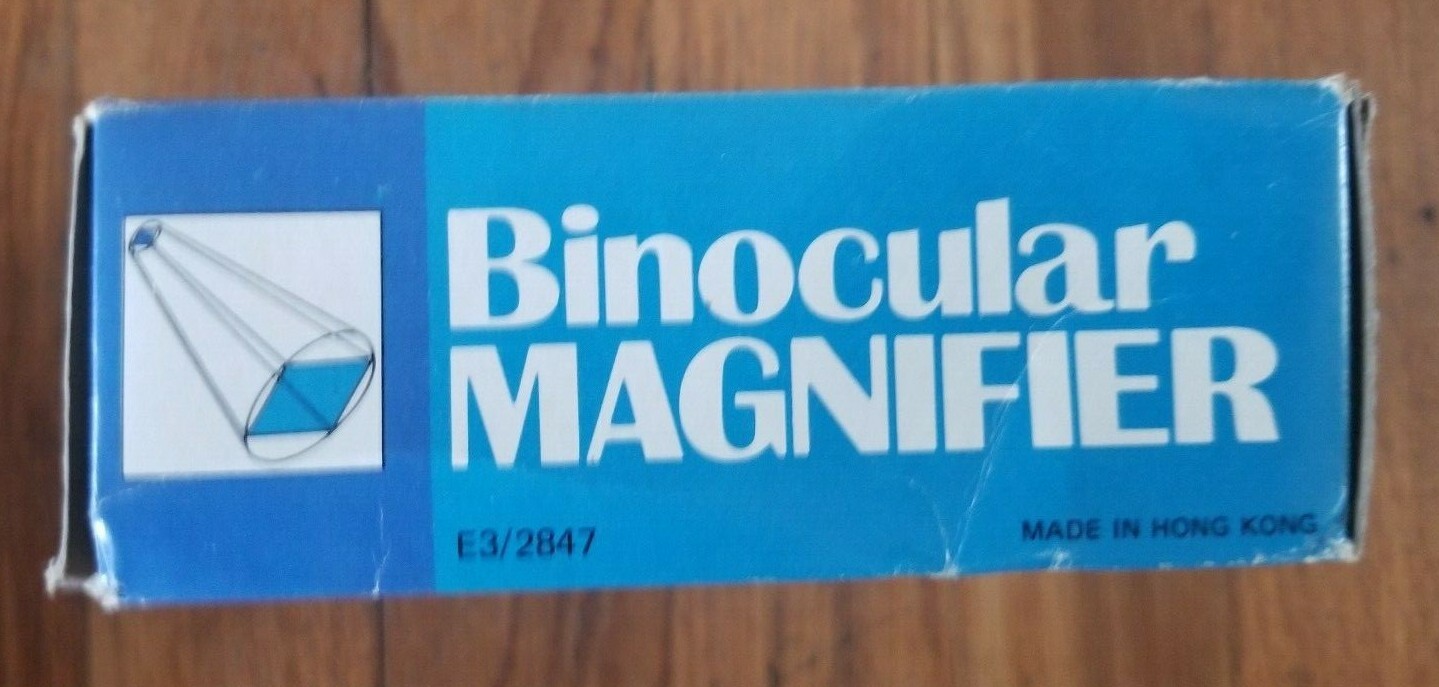 Binocular
MAGNIFIER
E3/2847
MADE IN HONG KONG